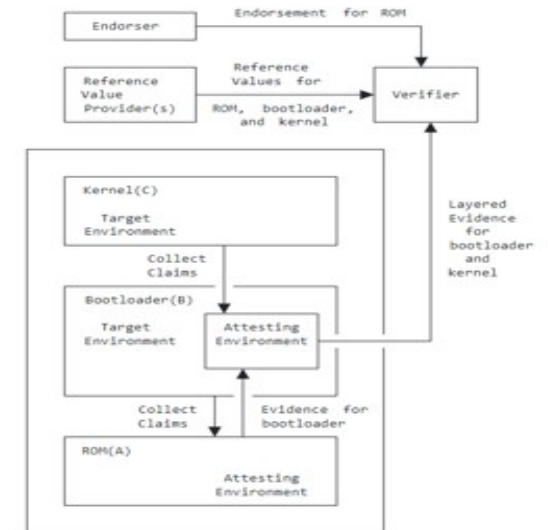 Endorsement for ROM
Endorser
Reference
Value
Provider(s)
Reference
Values for
ROM, bootloader,
and kernel
Verifier
Kernel(C)
Target
Environment
Collect
Claims
Layered
Evidence
for
bootloader
and
kernel
Bootloader(B)
Target
Environment
Attesting
Environment
Collect
Claims
Evidence for
bootloader
ROM(A)
Attesting
Environment